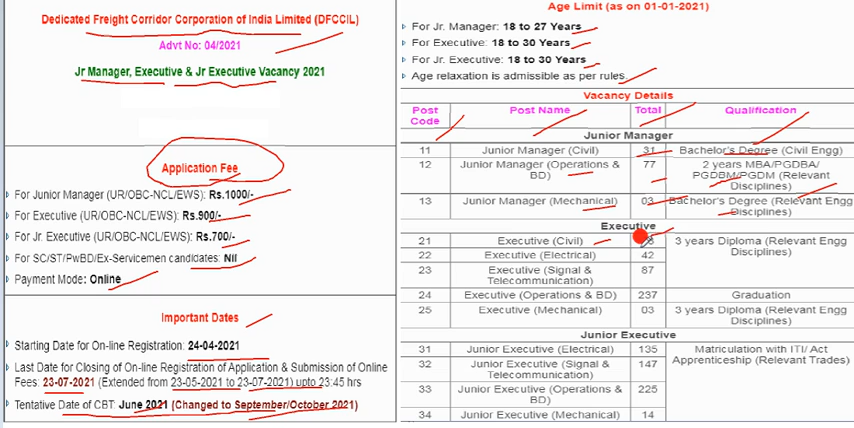 Dedicated Freight Corridor Corporation of India Limited (DFCCIL)
Advt No: 04/2021
Jr Manager, Executive & Jr Executive Vacancy 2021
Application Fee
For Junior Manager (UR/OBC-NCL/EWS): Rs.1000/-
For Executive (UR/OBC-NCL/EWS): Rs.900/-
For Jr. Executive (UR/OBC-NCL/EWS): Rs.700/-
For SC/ST/PwBD/Ex-Servicemen candidates: Nil
Payment Mode: Online
Important Dates
Starting Date for On-line Registration: 24-04-2021
Last Date for Closing of On-line Registration of Application & Submission of Online
Fees: 23-07-2021 (Extended from 23-05-2021 to 23-07-2021) upto 23:45 hrs
Tentative Date of CBT: June 2021 (Changed to September/October 2021)
Age Limit (as on 01-01-2021)
For Jr. Manager: 18 to 27 Years
For Executive: 18 to 30 Years
For Jr. Executive: 18 to 30 Years
Age relaxation is admissible as per rules.
Vacancy Details
Post Code Post Name Total Qualification
Junior Manager
11 Junior Manager (Civil) 31 Bachelor's Degree (Civil Engg)
12 Junior Manager (Operations & BD) 77 2 years MBA/PGDBA/ PGDBM/PGDM (Relevant Disciplines)
13 Junior Manager (Mechanical) 03 Bachelor's Degree (Relevant Engg Disciplines)
Executive
21 Executive (Civil) 3 years Diploma (Relevant Engg Disciplines)
22 Executive (Electrical) 42
23 Executive (Signal & Telecommunication) 87
24 Executive (Operations & BD) 237 Graduation
25 Executive (Mechanical) 03 3 years Diploma (Relevant Engg Disciplines)
Junior Executive
31 Junior Executive (Electrical) 135 Matriculation with ITI/ Act Apprenticeship (Relevant Trades)
32 Junior Executive (Signal & Telecommunication) 147
33 Junior Executive (Operations & BD) 225
34 Junior Executive (Mechanical) 14